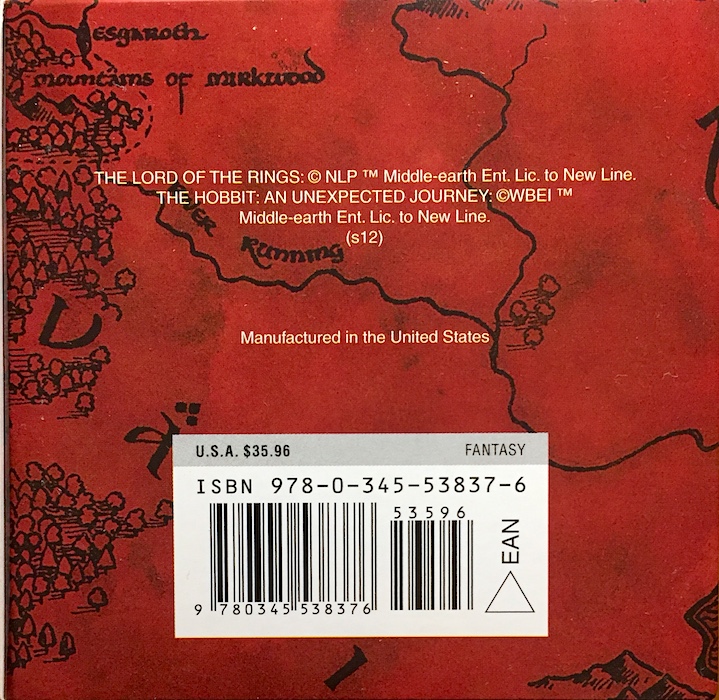 ESGAROTH
MOUNTAINS OF MIRKWOOD
THE LORD OF THE RINGS: © NLP ™ Middle-earth Ent. Lic. to New Line.
THE HOBBIT: AN UNEXPECTED JOURNEY: ©WBEI ™
Middle-earth Ent. Lic. to New Line.
(s12)
RIVER RUNNING
Manufactured in the United States
U.S.A. $35.96 FANTASY
ISBN 978-0-345-53837-6
53596
EAN
9 780345 538376